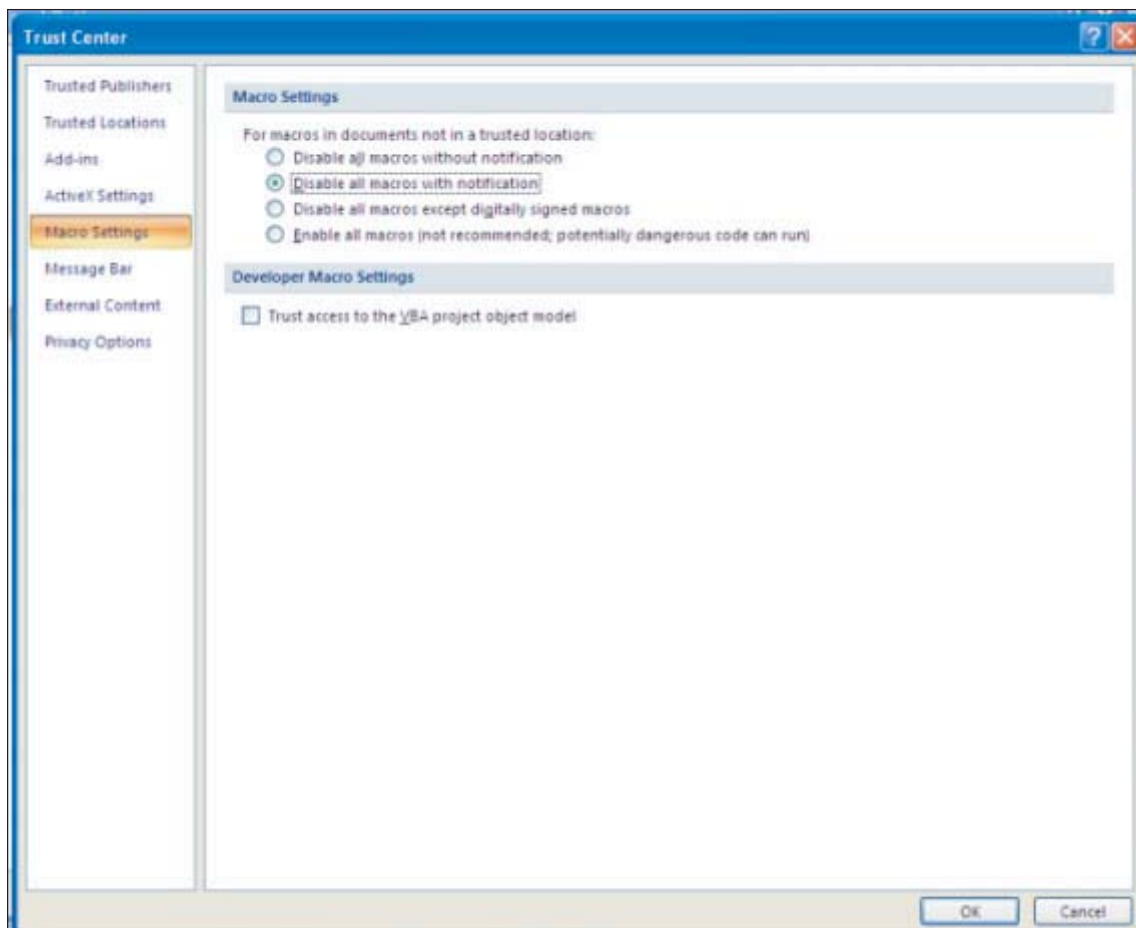 Trust Center
Trusted Publishers
Trusted Locations
Add-ins
ActiveX Settings
Macro Settings
Message Bar
External Content
Privacy Options
Macro Settings
For macros in documents not in a trusted location:
Disable all macros without notification
Disable all macros with notification
Disable all macros except digitally signed macros
Enable all macros (not recommended; potentially dangerous code can run)
Developer Macro Settings
Trust access to the VBA project object model
OK
Cancel